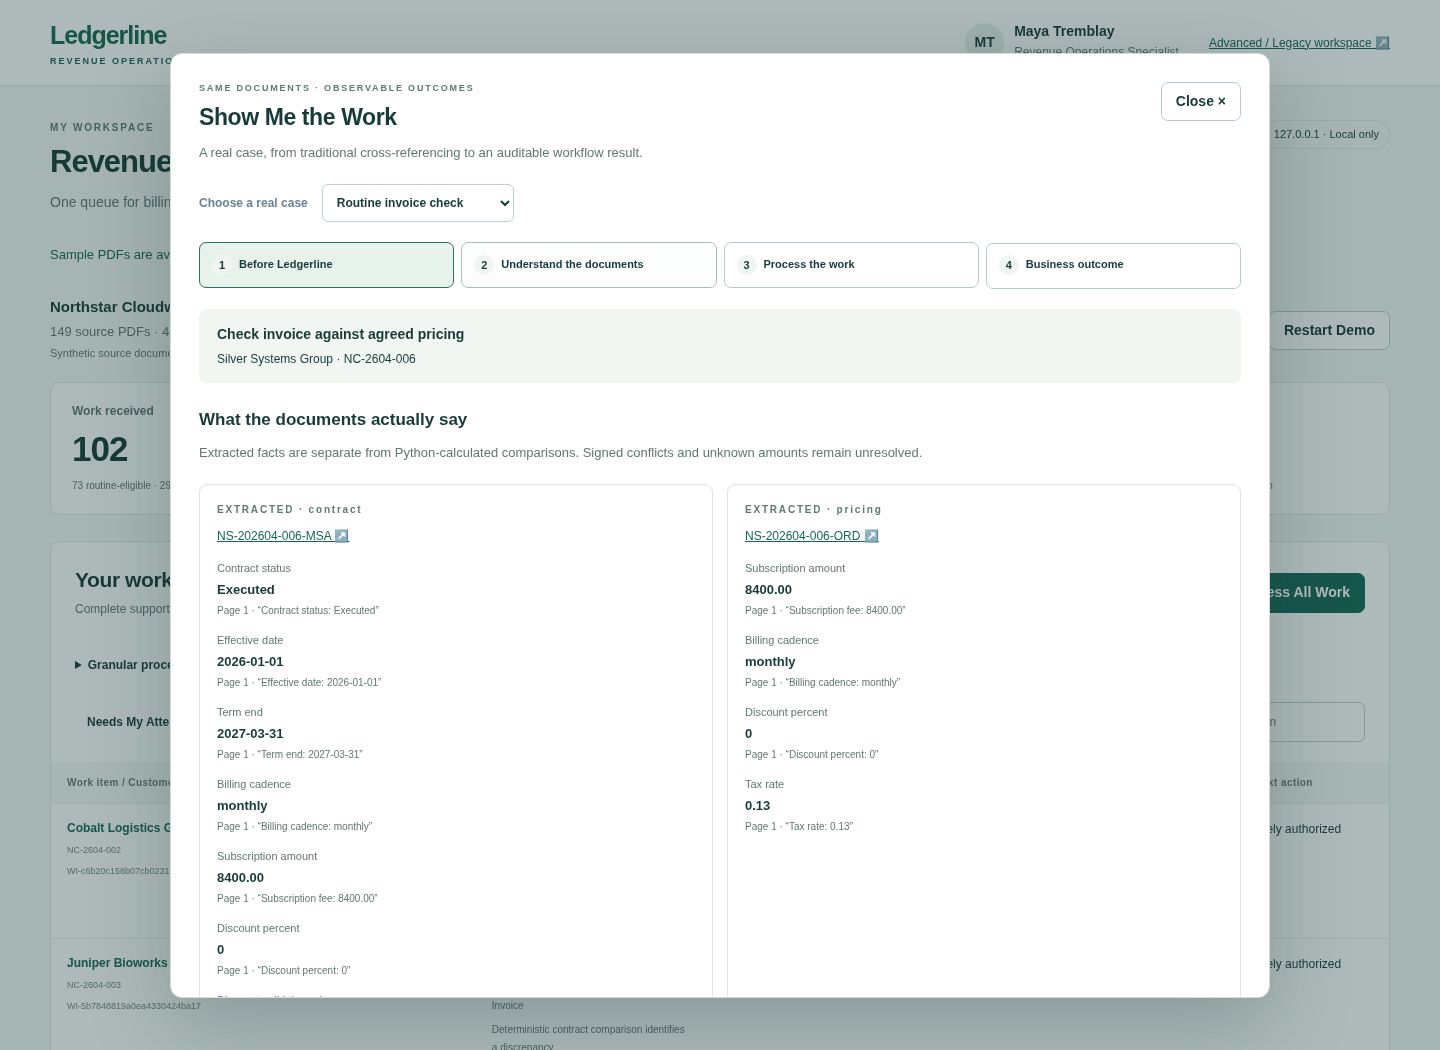 Ledgerline
REVENUE OPERATIO
MT
Maya Tremblay
Revenue Operations Specialist
Advanced / Legacy workspace ↗
MY WORKSPACE
Revenue
One queue for billin
127.0.0.1 · Local only
Sample PDFs are av
Northstar Cloudw
149 source PDFs · 4
Synthetic source docume
Restart Demo
Work received
102
73 routine-eligible · 29
Your work
Complete support
ess All Work
▶ Granular proce
Needs My Atte
Work item / Custome
xt action
Cobalt Logistics G
NC-2604-002
WI-c6b20c158b07cb0231
ely authorized
Juniper Bioworks
NC-2604-003
WI-5b7848819a0ea4330424ba17
Invoice
Deterministic contract comparison identifies
a discrepancy
ely authorized
SAME DOCUMENTS · OBSERVABLE OUTCOMES
Show Me the Work
Close ×
A real case, from traditional cross-referencing to an auditable workflow result.
Choose a real case
Routine invoice check
1 Before Ledgerline
2 Understand the documents
3 Process the work
4 Business outcome
Check invoice against agreed pricing
Silver Systems Group · NC-2604-006
What the documents actually say
Extracted facts are separate from Python-calculated comparisons. Signed conflicts and unknown amounts remain unresolved.
EXTRACTED · contract
NS-202604-006-MSA ↗
Contract status
Executed
Page 1 · “Contract status: Executed”
Effective date
2026-01-01
Page 1 · “Effective date: 2026-01-01”
Term end
2027-03-31
Page 1 · “Term end: 2027-03-31”
Billing cadence
monthly
Page 1 · “Billing cadence: monthly”
Subscription amount
8400.00
Page 1 · “Subscription fee: 8400.00”
Discount percent
0
Page 1 · “Discount percent: 0”
EXTRACTED · pricing
NS-202604-006-ORD ↗
Subscription amount
8400.00
Page 1 · “Subscription fee: 8400.00”
Billing cadence
monthly
Page 1 · “Billing cadence: monthly”
Discount percent
0
Page 1 · “Discount percent: 0”
Tax rate
0.13
Page 1 · “Tax rate: 0.13”